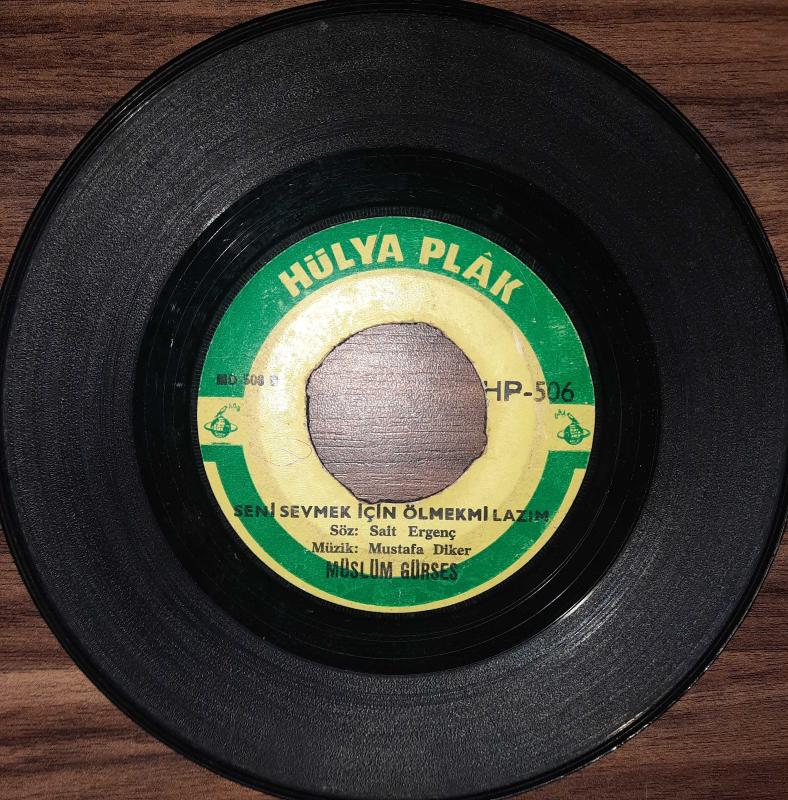 HÜLYA PLÂK
HP-506
SENİ SEVMEK İÇİN ÖLMEKMİ LAZIM
Söz: Sait Ergenç
Müzik: Mustafa Diker
MÜSLÜM GÜRSES